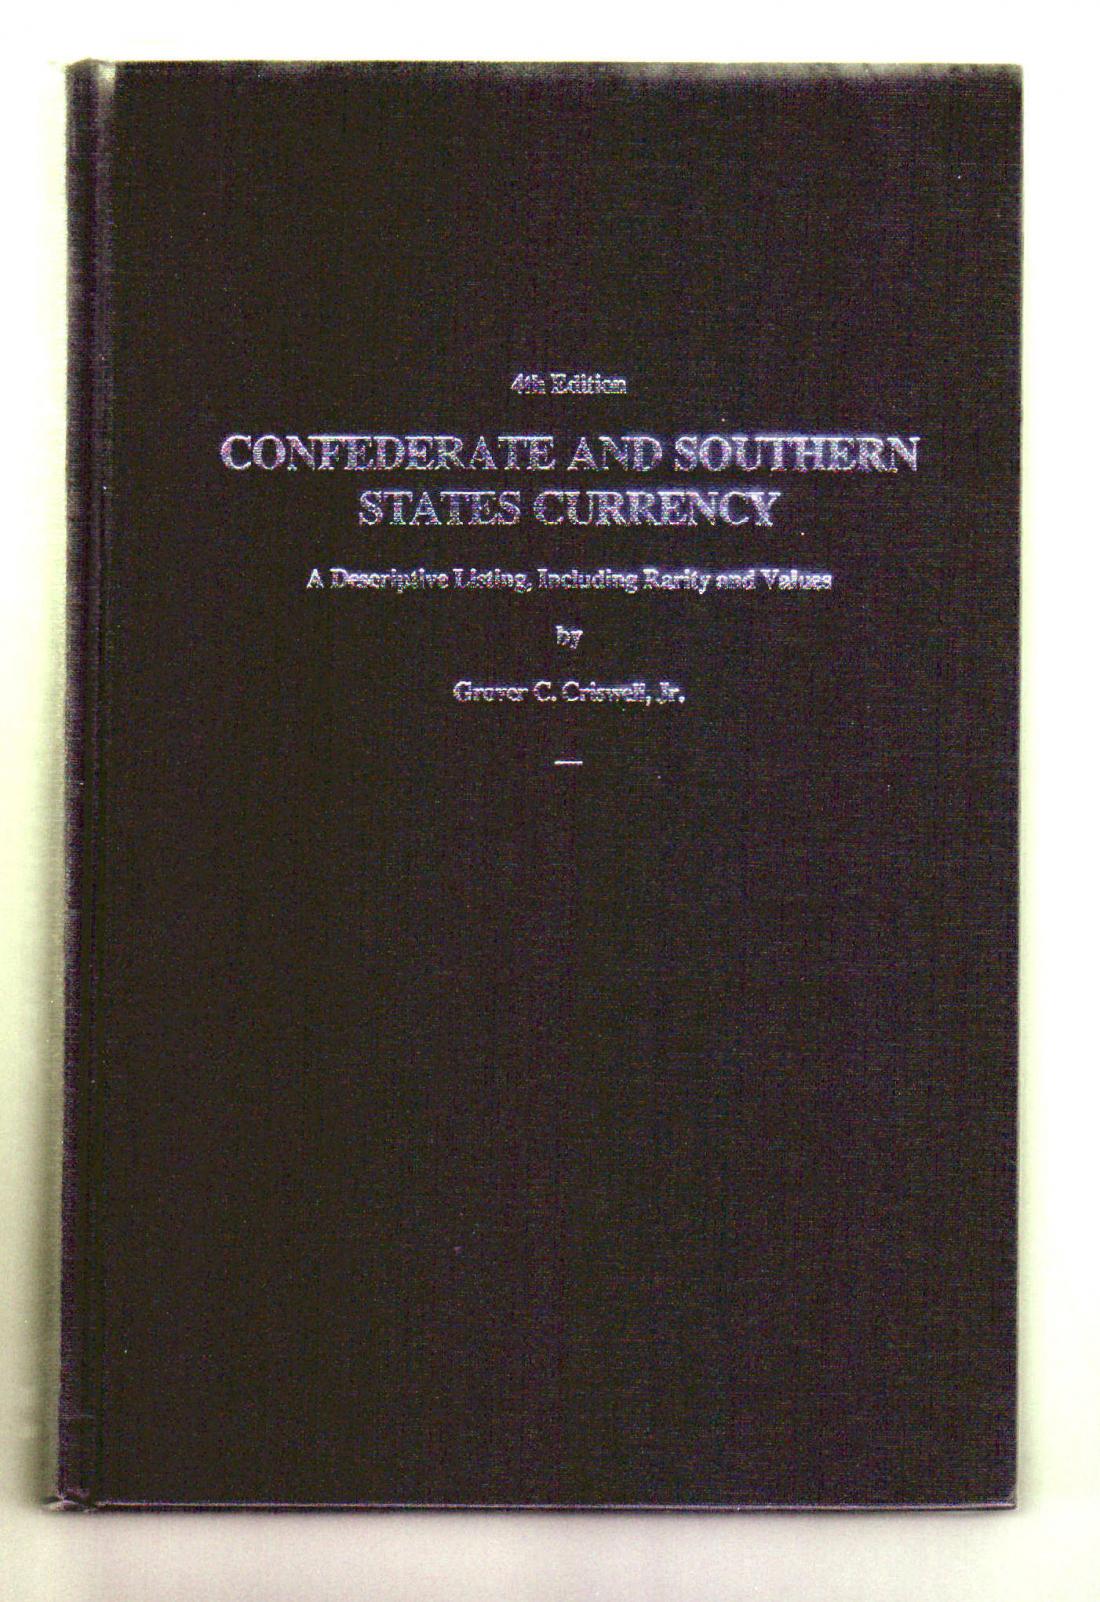 4th Edition
CONFEDERATE AND SOUTHERN
STATES CURRENCY
A Descriptive Listing, Including Rarity and Values
by
Grover C. Criswell, Jr.